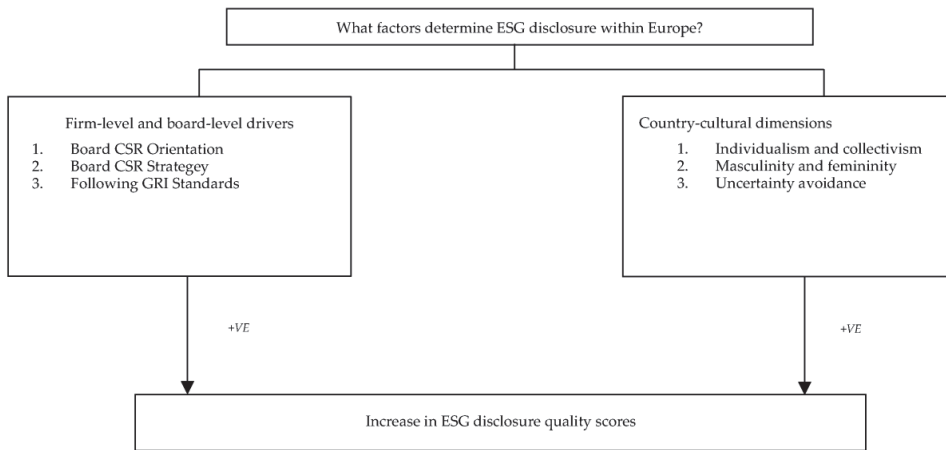 What factors determine ESG disclosure within Europe?
Firm-level and board-level drivers
1. Board CSR Orientation
2. Board CSR Strategey
3. Following GRI Standards
Country-cultural dimensions
1. Individualism and collectivism
2. Masculinity and femininity
3. Uncertainty avoidance
+VE
+VE
Increase in ESG disclosure quality scores